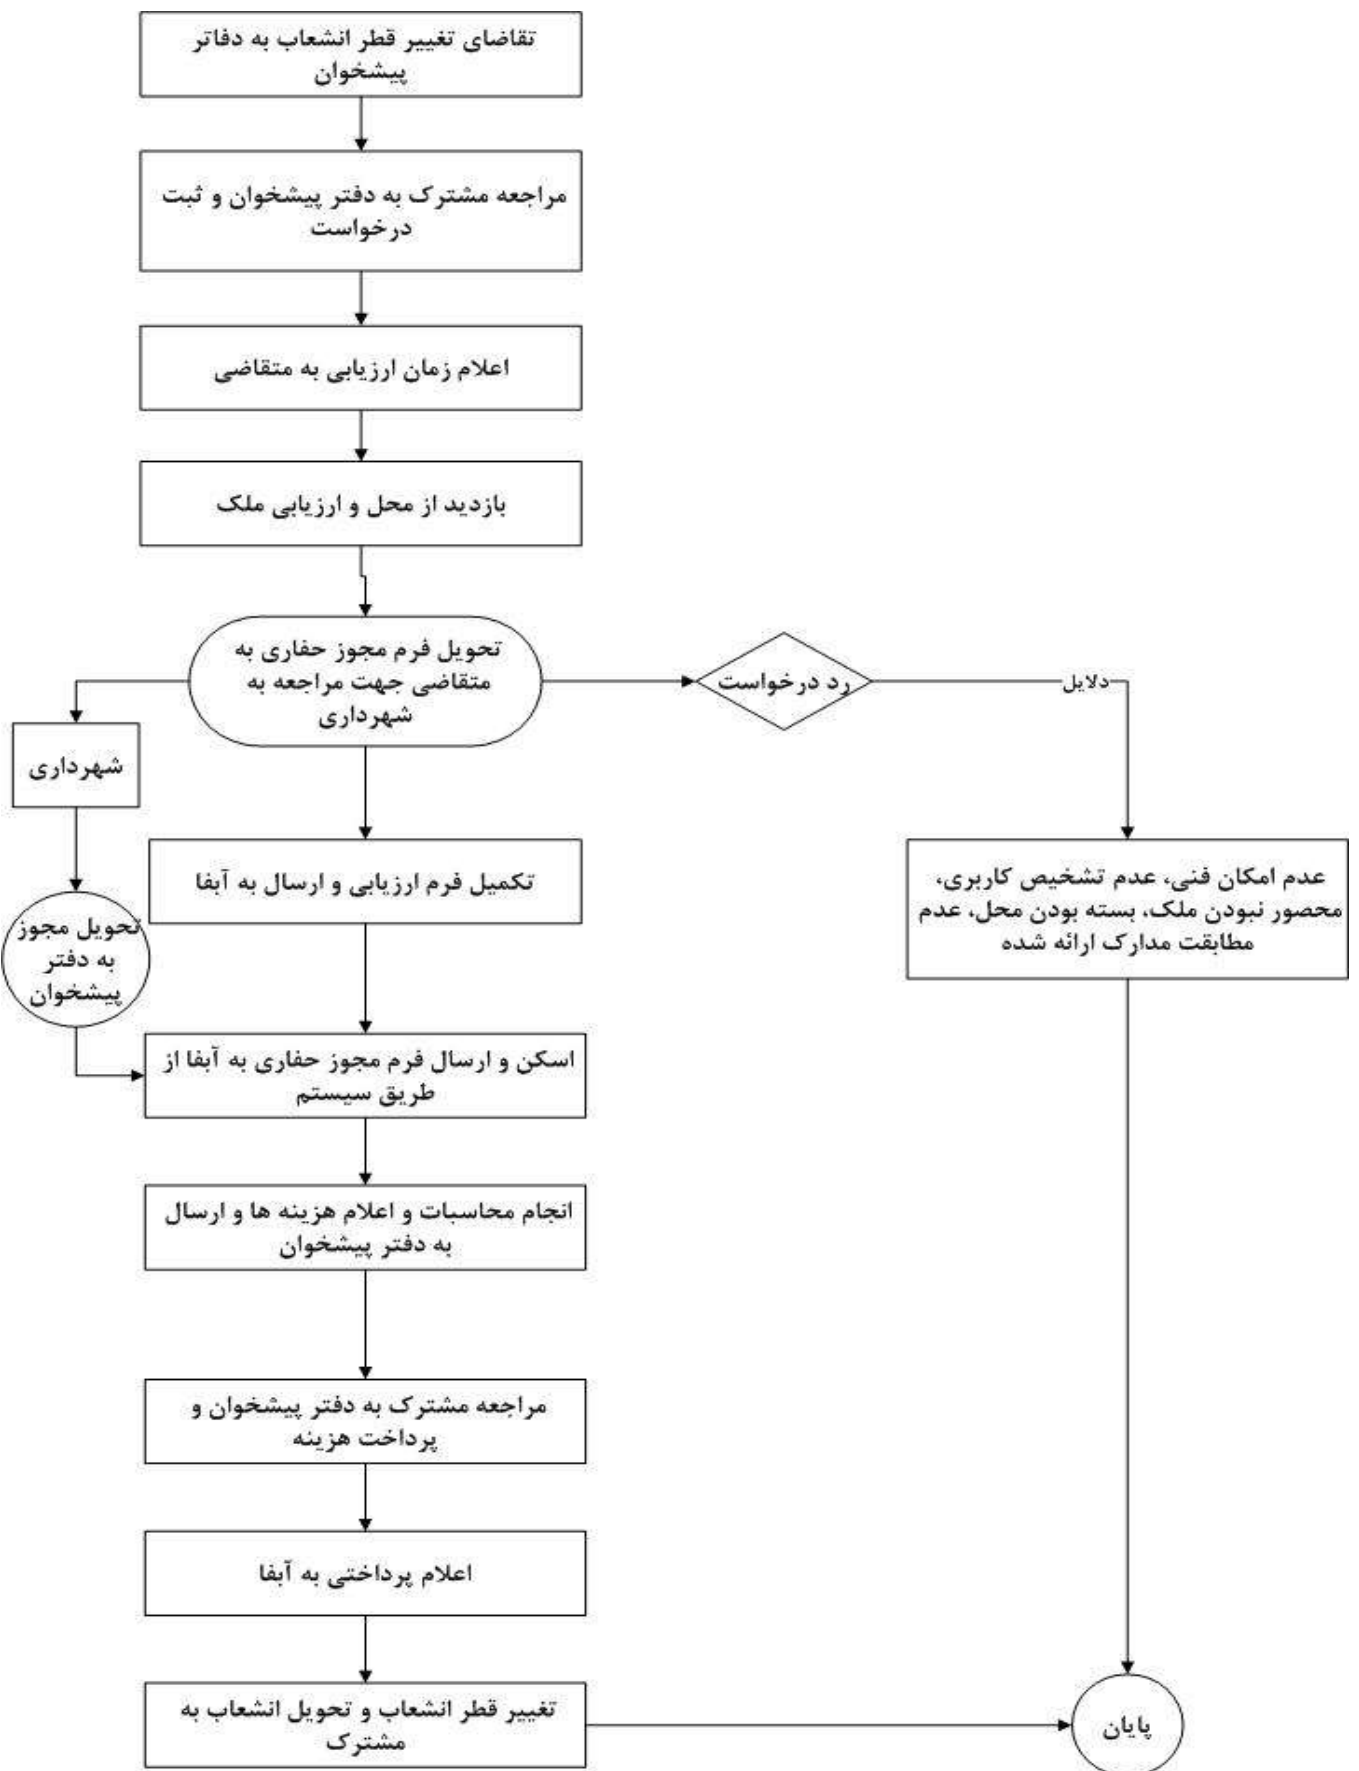 تقاضای تغییر قطر انشعاب به دفاتر
پیشخوان
مراجعه مشترک به دفتر پیشخوان و ثبت
درخواست
اعلام زمان ارزیابی به متقاضی
بازدید از محل و ارزیابی ملک
تحویل فرم مجوز حفاری به
متقاضی جهت مراجعه به
شهرداری
رد درخواست
دلایل
شهرداری
تکمیل فرم ارزیابی و ارسال به آبفا
عدم امکان فنی، عدم تشخیص کاربری،
محصور نبودن ملک، بسته بودن محل، عدم
مطابقت مدارک ارائه شده
تحویل مجوز
به دفتر
پیشخوان
اسکن و ارسال فرم مجوز حفاری به آبفا از
طریق سیستم
انجام محاسبات و اعلام هزینه ها و ارسال
به دفتر پیشخوان
مراجعه مشترک به دفتر پیشخوان و
پرداخت هزینه
اعلام پرداختی به آبفا
تغییر قطر انشعاب و تحویل انشعاب به
مشترک
پایان